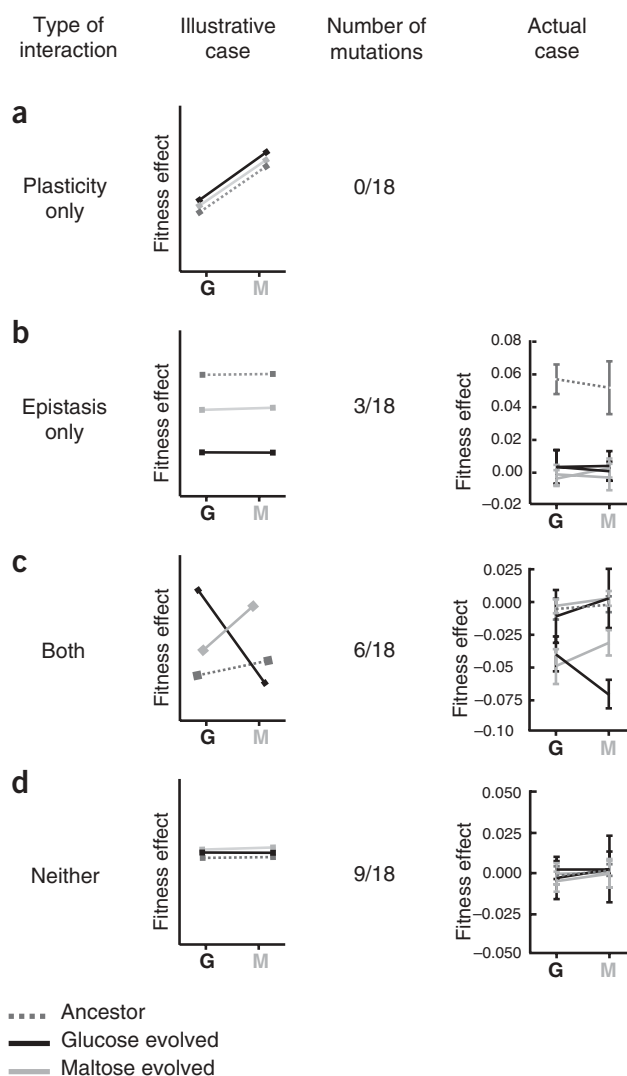 Type of interaction
Illustrative case
Number of mutations
Actual case
a
Plasticity only
Fitness effect
G M
0/18
b
Epistasis only
Fitness effect
G M
3/18
Fitness effect
0.08
0.06
0.04
0.02
0.00
−0.02
G M
c
Both
Fitness effect
G M
6/18
Fitness effect
0.025
0.000
−0.025
−0.05
−0.075
−0.10
G M
d
Neither
Fitness effect
G M
9/18
Fitness effect
0.050
0.025
0.000
−0.025
−0.050
G M
Ancestor
Glucose evolved
Maltose evolved